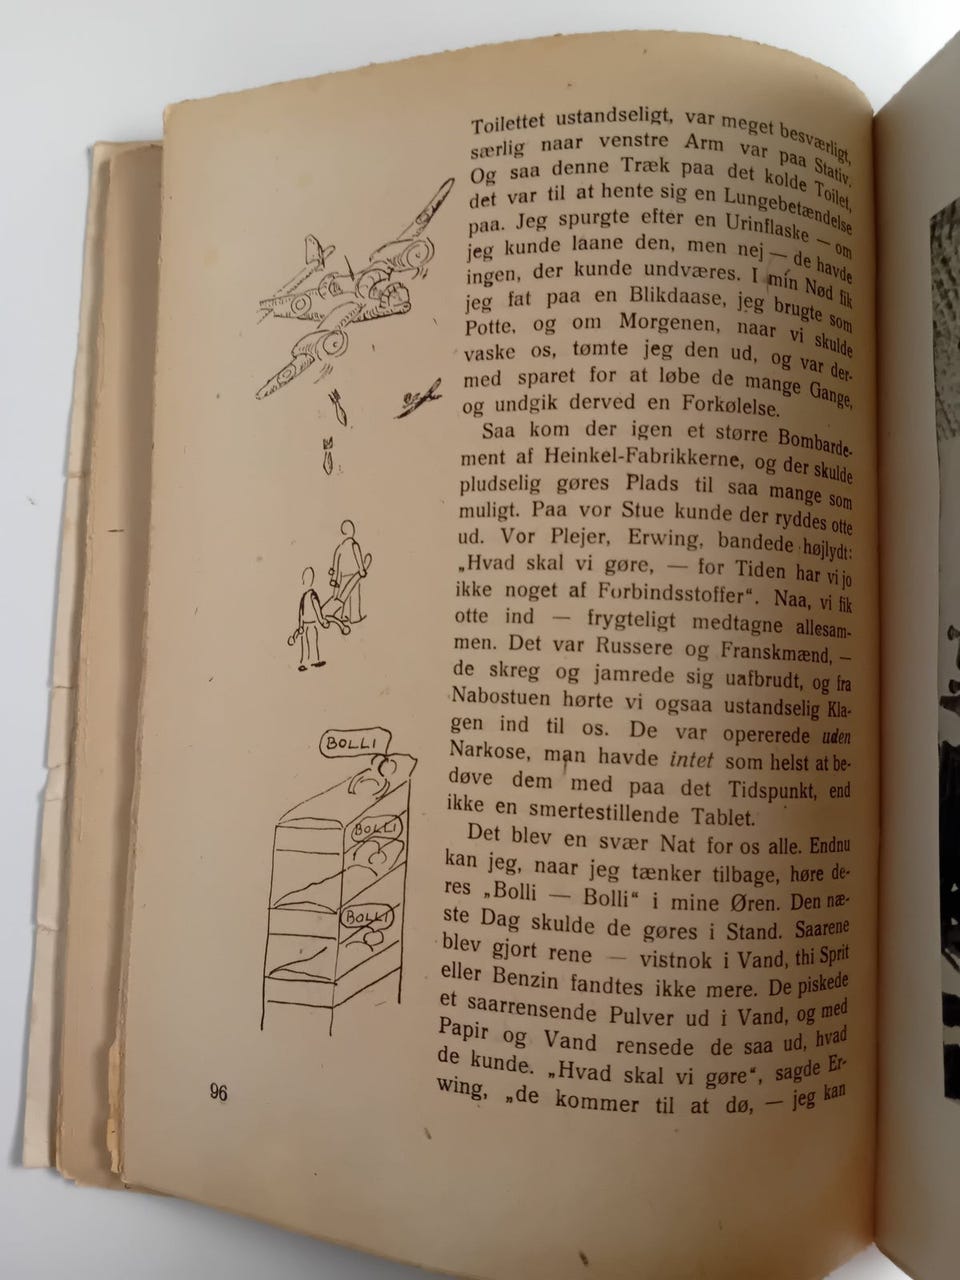 Toilettet ustandseligt, var meget besværligt,
særlig naar venstre Arm var paa Stativ.
Og saa denne Træk paa det kolde Toilet,
det var til at hente sig en Lungebetændelse
paa. Jeg spurgte efter en Urinflaske — om
jeg kunde laane den, men nej — de havde
ingen, der kunde undværes. I min Nød fik
jeg fat paa en Blikdaase, jeg brugte som
Potte, og om Morgenen, naar vi skulde
vaske os, tømte jeg den ud, og var der-
med sparet for at løbe de mange Gange,
og undgik derved en Forkølelse.
Saa kom der igen et større Bombarde-
ment af Heinkel-Fabrikkerne, og der skulde
pludselig gøres Plads til saa mange som
muligt. Paa vor Stue kunde der ryddes otte
ud. Vor Plejer, Erwing, bandede højlydt:
„Hvad skal vi gøre, — for Tiden har vi jo
ikke noget af Forbindsstoffer“. Naa, vi fik
otte ind — frygteligt medtagne allesam-
men. Det var Russere og Franskmænd, —
de skreg og jamrede sig uafbrudt, og fra
Nabostuen hørte vi ogsaa ustandselig Kla-
gen ind til os. De var opererede uden
Narkose, man havde intet som helst at be-
døve dem med paa det Tidspunkt, end
ikke en smertestillende Tablet.
Det blev en svær Nat for os alle. Endnu
kan jeg, naar jeg tænker tilbage, høre de-
res „Bolli — Bolli“ i mine Øren. Den næ-
ste Dag skulde de gøres i Stand. Saarene
blev gjort rene — vistnok i Vand, thi Sprit
eller Benzin fandtes ikke mere. De piskede
et saarrensende Pulver ud i Vand, og med
Papir og Vand rensede de saa ud, hvad
de kunde. „Hvad skal vi gøre“, sagde Er-
wing, „de kommer til at dø, — jeg kan
BOLLI
BOLLI
BOLLI
96